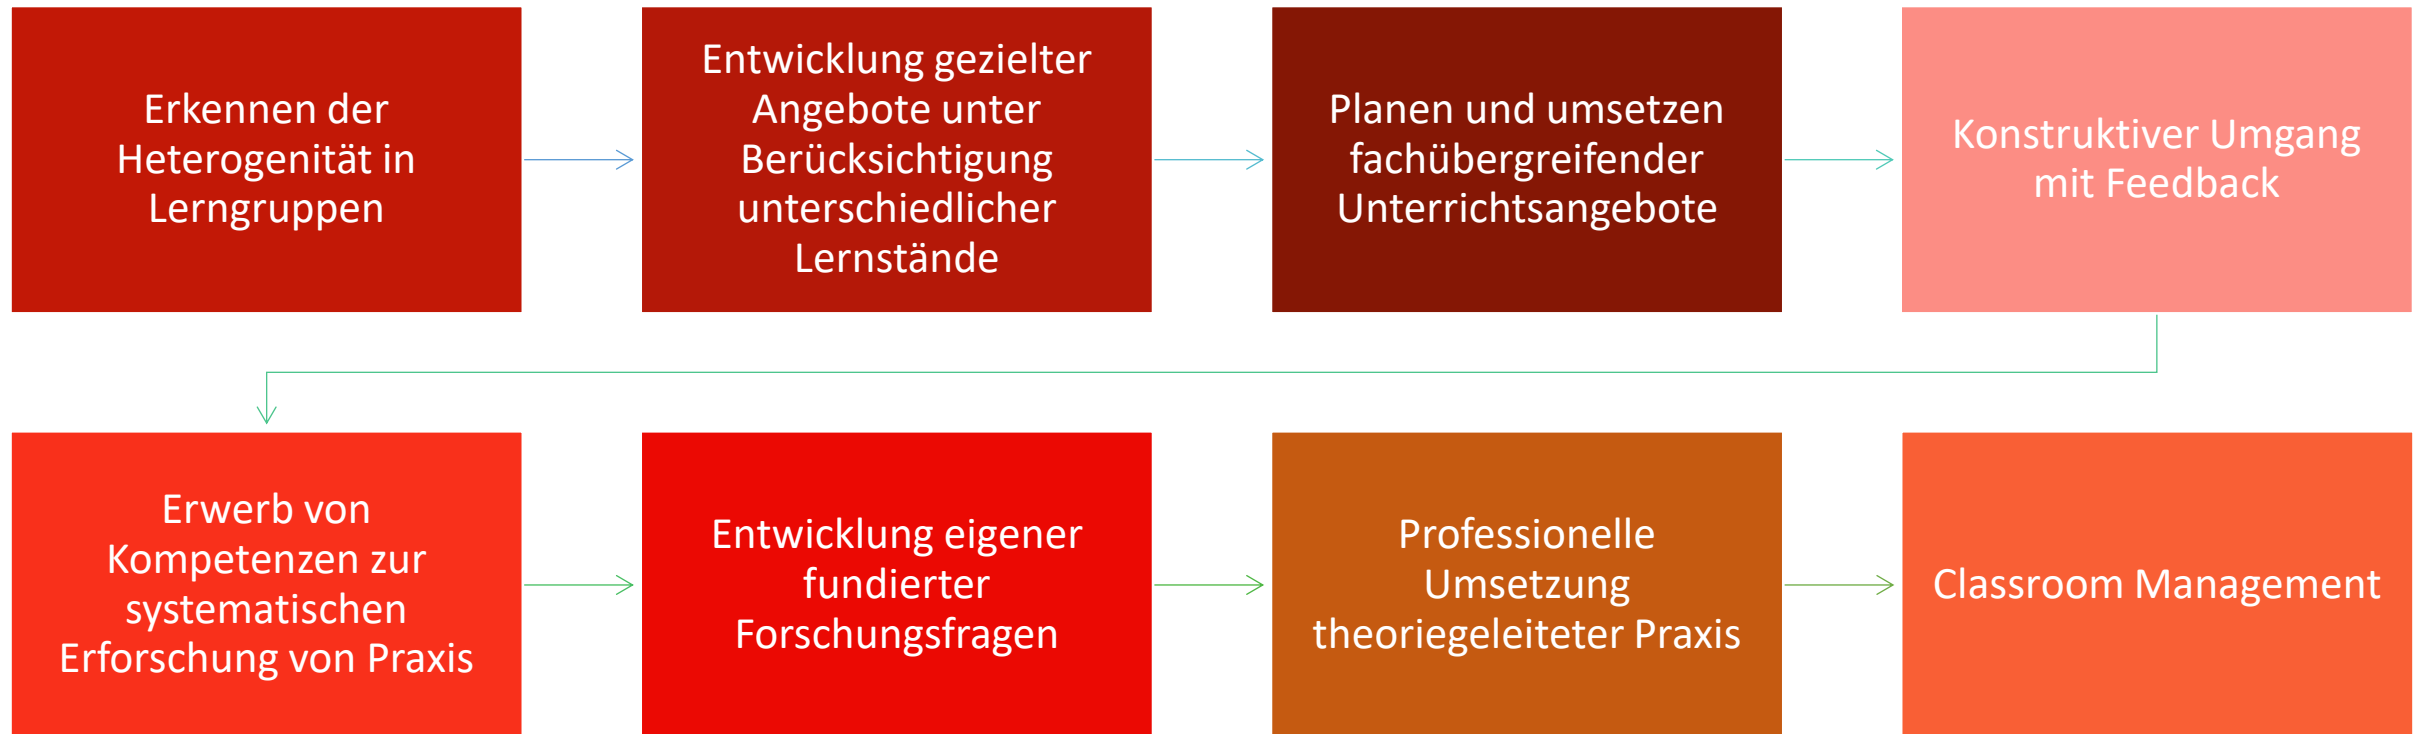 Erkennen der
Heterogenität in
Lerngruppen
Entwicklung gezielter
Angebote unter
Berücksichtigung
unterschiedlicher
Lernstände
Planen und umsetzen
fachübergreifender
Unterrichtsangebote
Konstruktiver Umgang
mit Feedback
Erwerb von
Kompetenzen zur
systematischen
Erforschung von Praxis
Entwicklung eigener
fundierter
Forschungsfragen
Professionelle
Umsetzung
theoriegeleiteter Praxis
Classroom Management